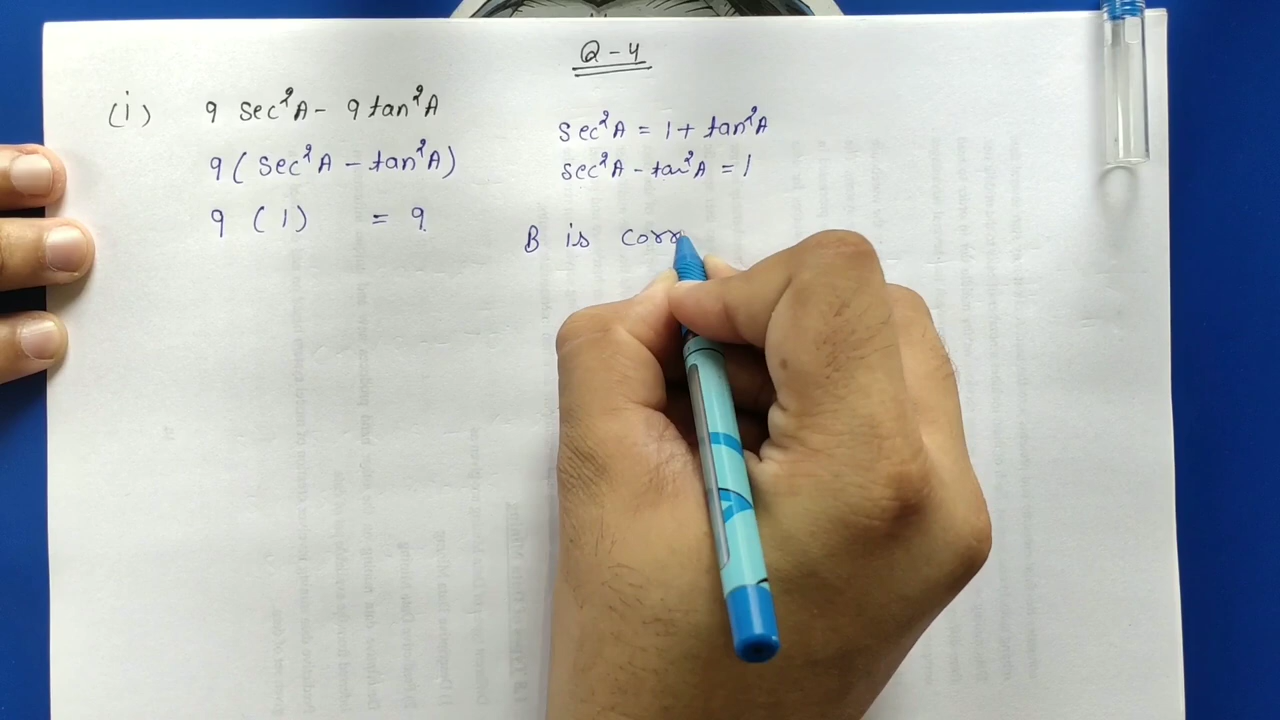 Q-4
(i) 9 sec²A - 9 tan²A
9 ( sec²A - tan²A )
9 ( 1 ) = 9.
sec²A = 1 + tan²A
sec²A - tan²A = 1
B is corr